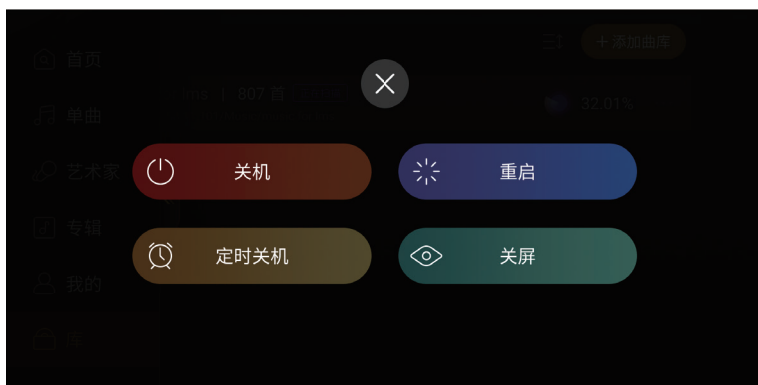 +添加曲库
首页
807 首
单曲
32.01%
艺术家
关机
重启
专辑
定时关机
关屏
我的